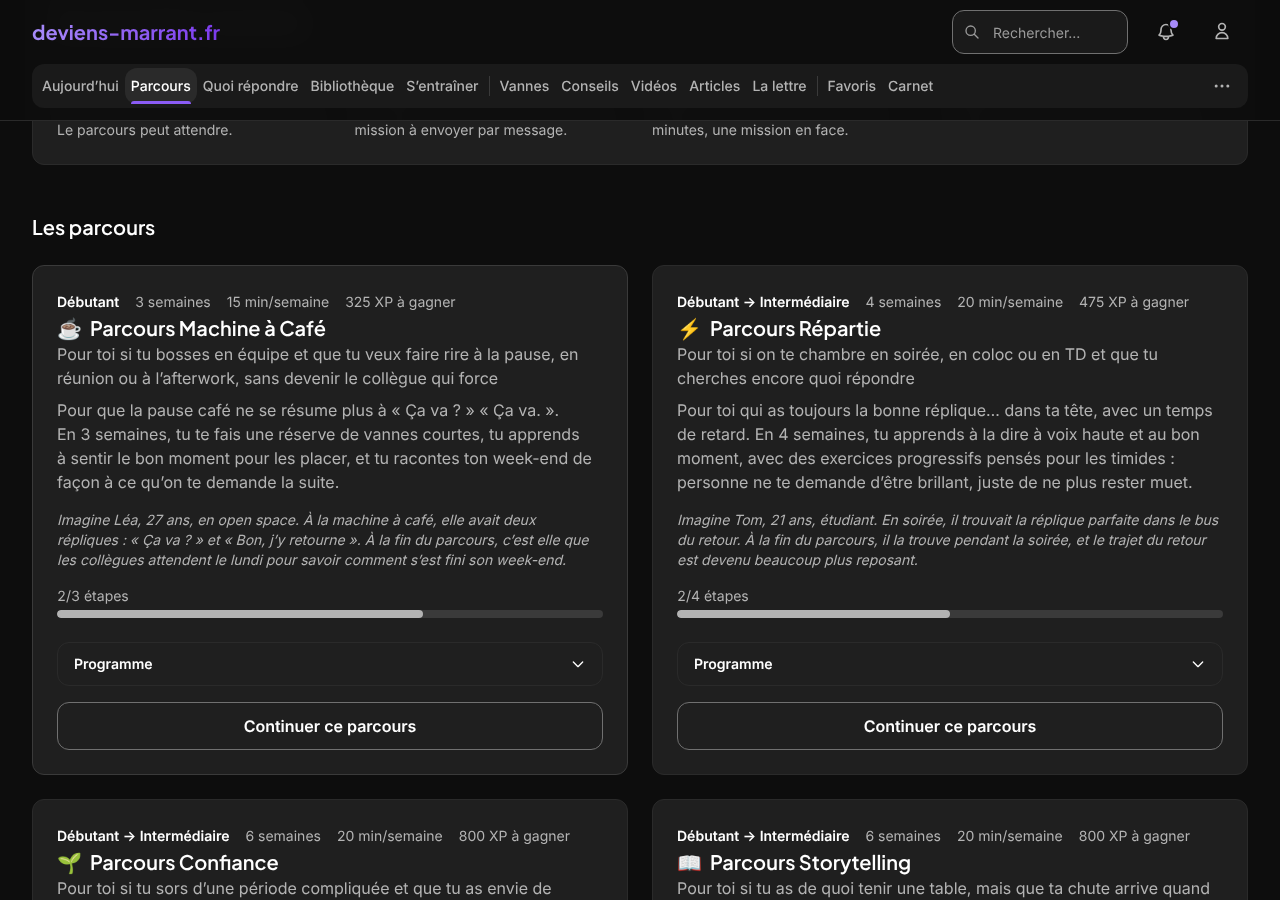 deviens-marrant.fr
Rechercher...
Aujourd’hui Parcours Quoi répondre Bibliothèque S’entraîner Vannes Conseils Vidéos Articles La lettre Favoris Carnet
Le parcours peut attendre.
mission à envoyer par message.
minutes, une mission en face.
Les parcours
Débutant 3 semaines 15 min/semaine 325 XP à gagner
☕ Parcours Machine à Café
Pour toi si tu bosses en équipe et que tu veux faire rire à la pause, en
réunion ou à l’afterwork, sans devenir le collègue qui force
Pour que la pause café ne se résume plus à « Ça va ? » « Ça va. ».
En 3 semaines, tu te fais une réserve de vannes courtes, tu apprends
à sentir le bon moment pour les placer, et tu racontes ton week-end de
façon à ce qu’on te demande la suite.
Imagine Léa, 27 ans, en open space. À la machine à café, elle avait deux
répliques : « Ça va ? » et « Bon, j’y retourne ». À la fin du parcours, c’est elle que
les collègues attendent le lundi pour savoir comment s’est fini son week-end.
2/3 étapes
Programme
Continuer ce parcours
Débutant → Intermédiaire 4 semaines 20 min/semaine 475 XP à gagner
⚡ Parcours Répartie
Pour toi si on te chambre en soirée, en coloc ou en TD et que tu
cherches encore quoi répondre
Pour toi qui as toujours la bonne réplique… dans ta tête, avec un temps
de retard. En 4 semaines, tu apprends à la dire à voix haute et au bon
moment, avec des exercices progressifs pensés pour les timides :
personne ne te demande d’être brillant, juste de ne plus rester muet.
Imagine Tom, 21 ans, étudiant. En soirée, il trouvait la réplique parfaite dans le bus
du retour. À la fin du parcours, il la trouve pendant la soirée, et le trajet du retour
est devenu beaucoup plus reposant.
2/4 étapes
Programme
Continuer ce parcours
Débutant → Intermédiaire 6 semaines 20 min/semaine 800 XP à gagner
🌱 Parcours Confiance
Pour toi si tu sors d’une période compliquée et que tu as envie de
Débutant → Intermédiaire 6 semaines 20 min/semaine 800 XP à gagner
📖 Parcours Storytelling
Pour toi si tu as de quoi tenir une table, mais que ta chute arrive quand